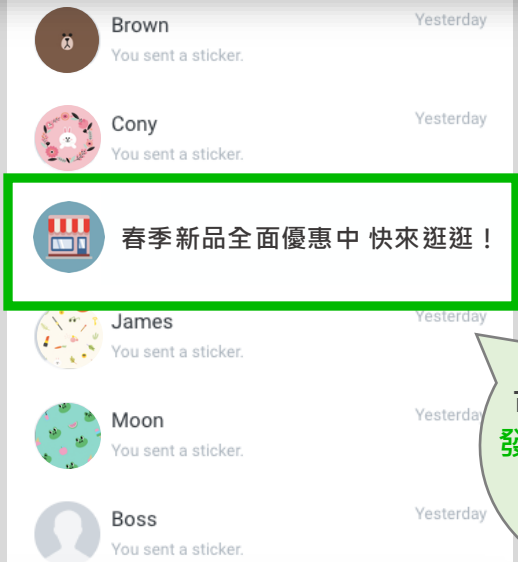 Brown
Yesterday
You sent a sticker.
Cony
Yesterday
You sent a sticker.
春季新品全面優惠中 快來逛逛！
James
Yesterday
You sent a sticker.
Moon
Yesterday
You sent a sticker.
發
Boss
Yesterday
You sent a sticker.